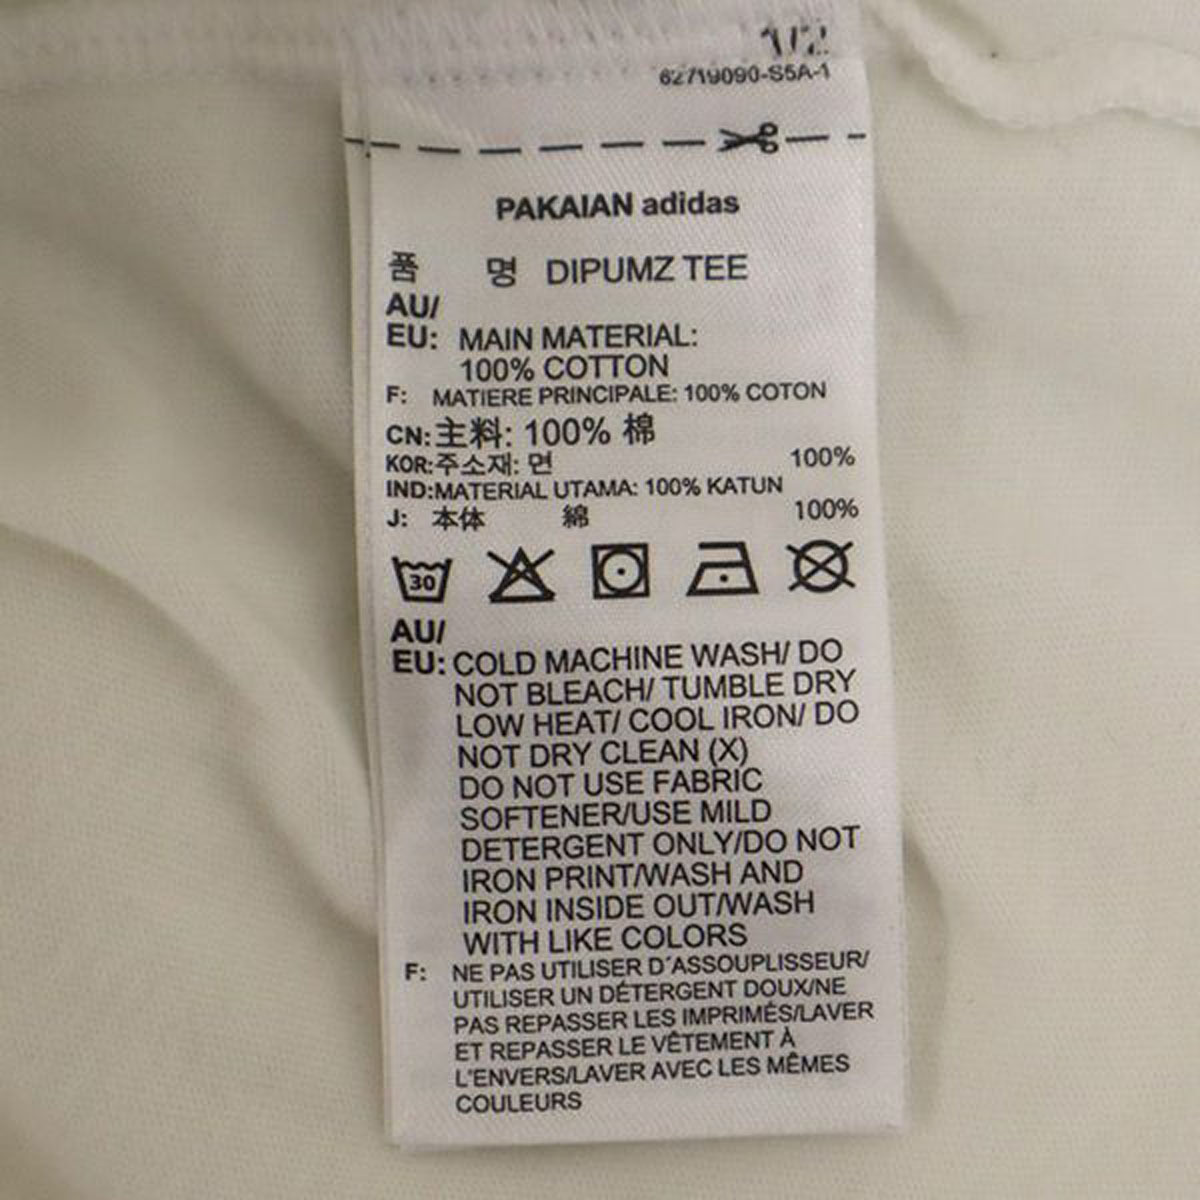 1/2
62719090-S5A-1
PAKAIAN adidas
품 명 DIPUMZ TEE
AU/
EU: MAIN MATERIAL:
100% COTTON
F: MATIERE PRINCIPALE: 100% COTON
CN:主料: 100% 棉
KOR:주소재: 면 100%
IND:MATERIAL UTAMA: 100% KATUN
J: 本体 綿 100%
30
AU/
EU: COLD MACHINE WASH/ DO
NOT BLEACH/ TUMBLE DRY
LOW HEAT/ COOL IRON/ DO
NOT DRY CLEAN (X)
DO NOT USE FABRIC
SOFTENER/USE MILD
DETERGENT ONLY/DO NOT
IRON PRINT/WASH AND
IRON INSIDE OUT/WASH
WITH LIKE COLORS
F: NE PAS UTILISER D´ASSOUPLISSEUR/
UTILISER UN DÉTERGENT DOUX/NE
PAS REPASSER LES IMPRIMÉS/LAVER
ET REPASSER LE VÊTEMENT À
L'ENVERS/LAVER AVEC LES MÊMES
COULEURS